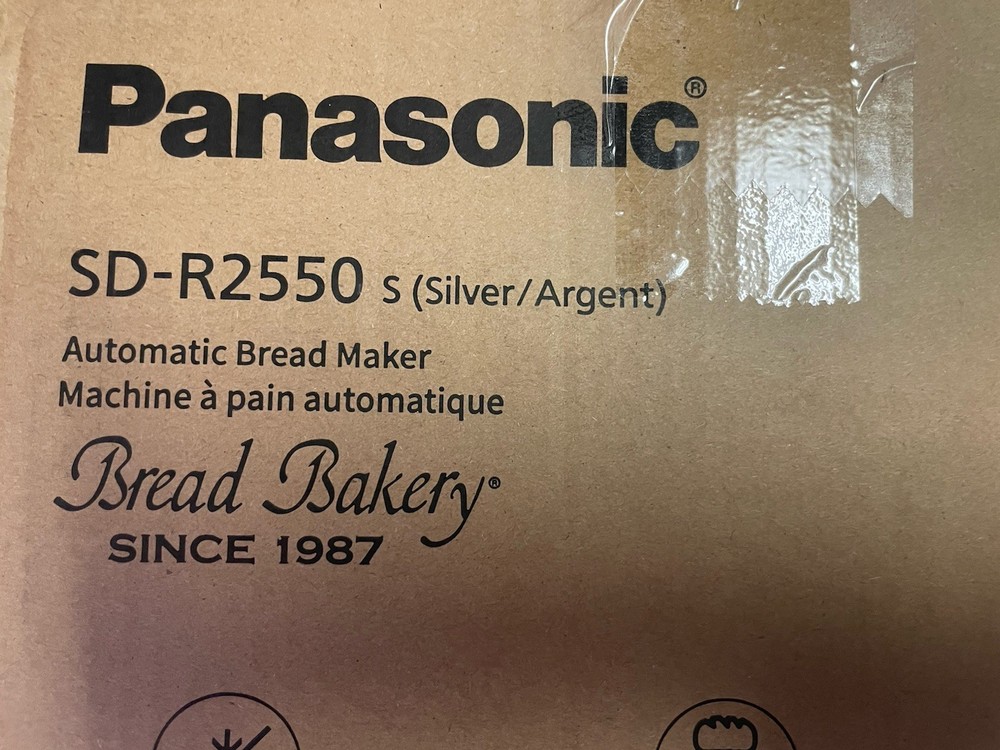 Panasonic®
SD-R2550 S (Silver/Argent)
Automatic Bread Maker
Machine à pain automatique
Bread Bakery®
SINCE 1987